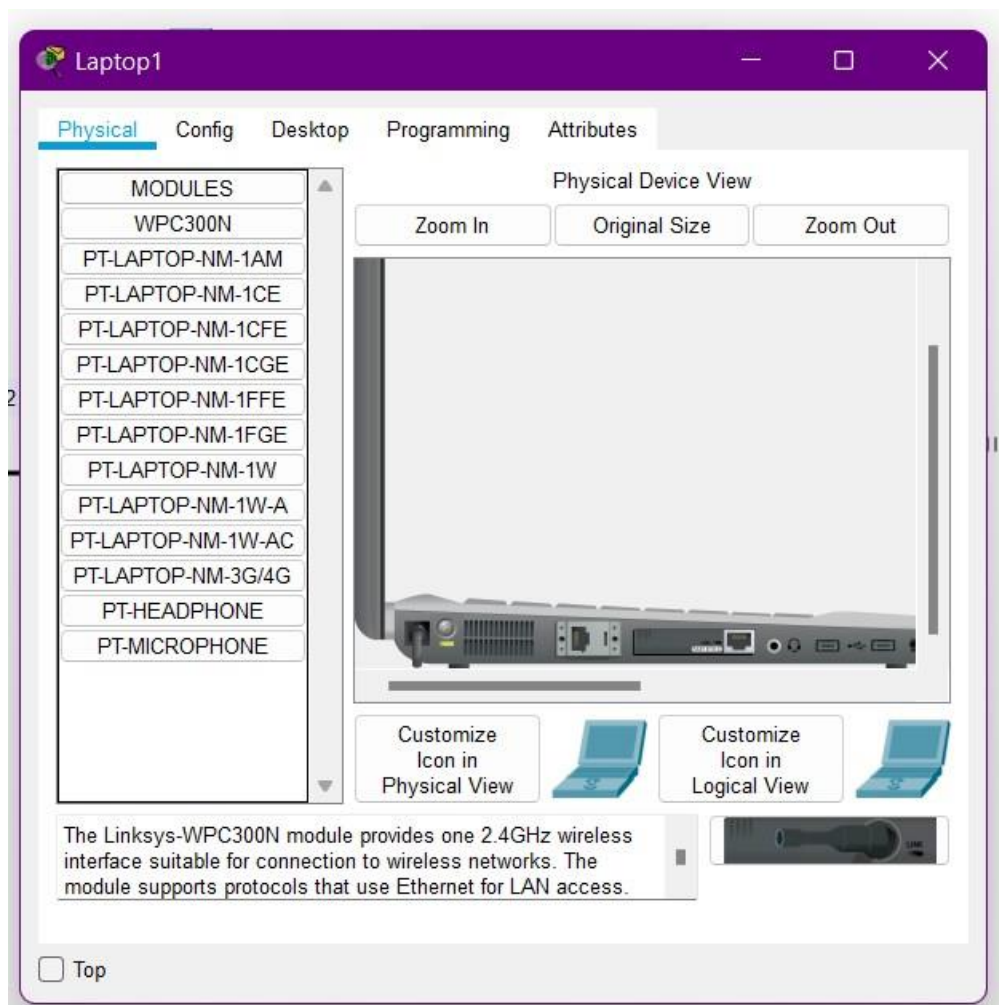 Laptop1
Physical Config Desktop Programming Attributes
MODULES
WPC300N
PT-LAPTOP-NM-1AM
PT-LAPTOP-NM-1CE
PT-LAPTOP-NM-1CFE
PT-LAPTOP-NM-1CGE
PT-LAPTOP-NM-1FFE
PT-LAPTOP-NM-1FGE
PT-LAPTOP-NM-1W
PT-LAPTOP-NM-1W-A
PT-LAPTOP-NM-1W-AC
PT-LAPTOP-NM-3G/4G
PT-HEADPHONE
PT-MICROPHONE
Physical Device View
Zoom In Original Size Zoom Out
Customize
Icon in
Physical View
Customize
Icon in
Logical View
The Linksys-WPC300N module provides one 2.4GHz wireless
interface suitable for connection to wireless networks. The
module supports protocols that use Ethernet for LAN access.
LINK
Top
2